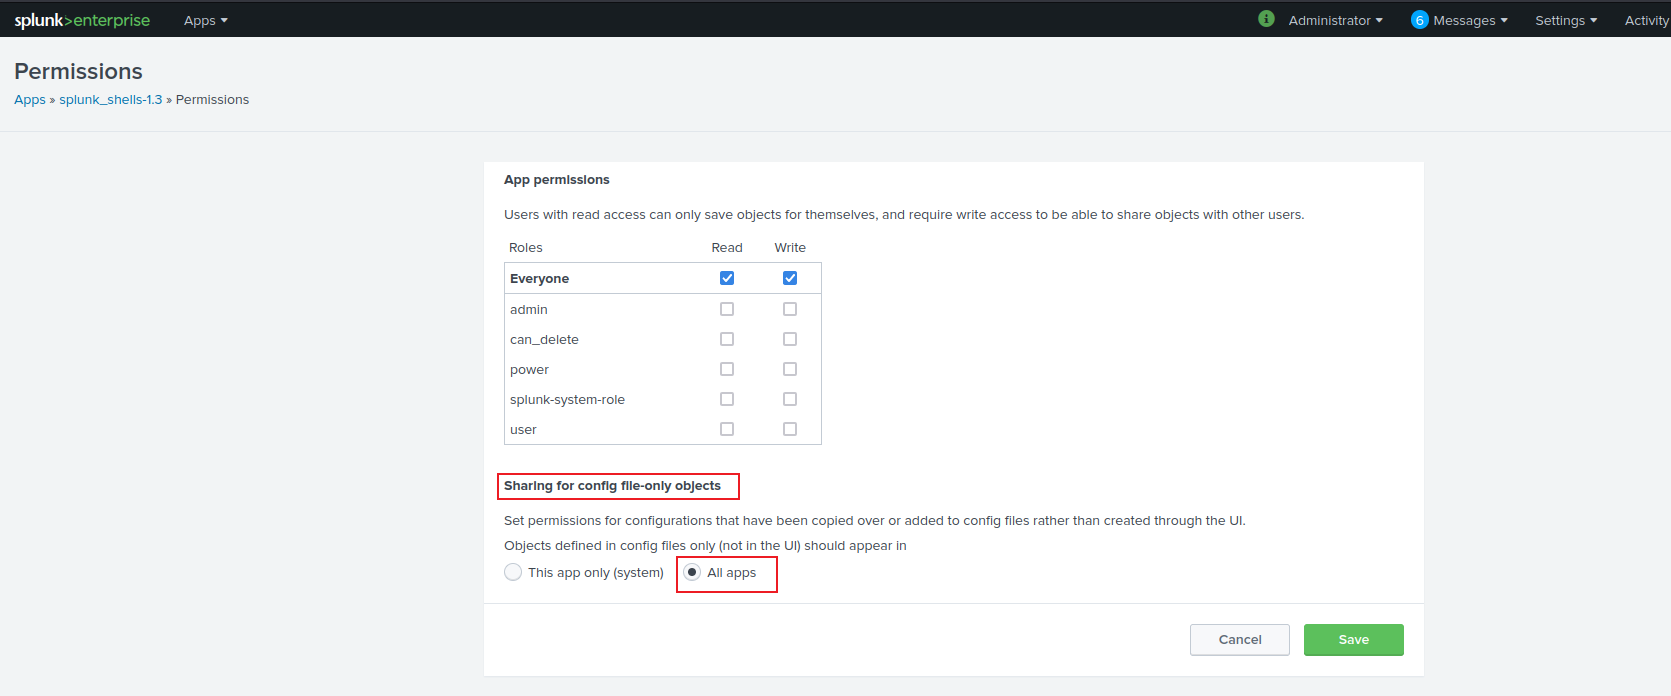 splunk>enterprise Apps Administrator 6 Messages Settings Activity
Permissions
Apps » splunk_shells-1.3 » Permissions
App permissions
Users with read access can only save objects for themselves, and require write access to be able to share objects with other users.
Roles Read Write
Everyone
admin
can_delete
power
splunk-system-role
user
Sharing for config file-only objects
Set permissions for configurations that have been copied over or added to config files rather than created through the UI.
Objects defined in config files only (not in the UI) should appear in
This app only (system) All apps
Cancel Save